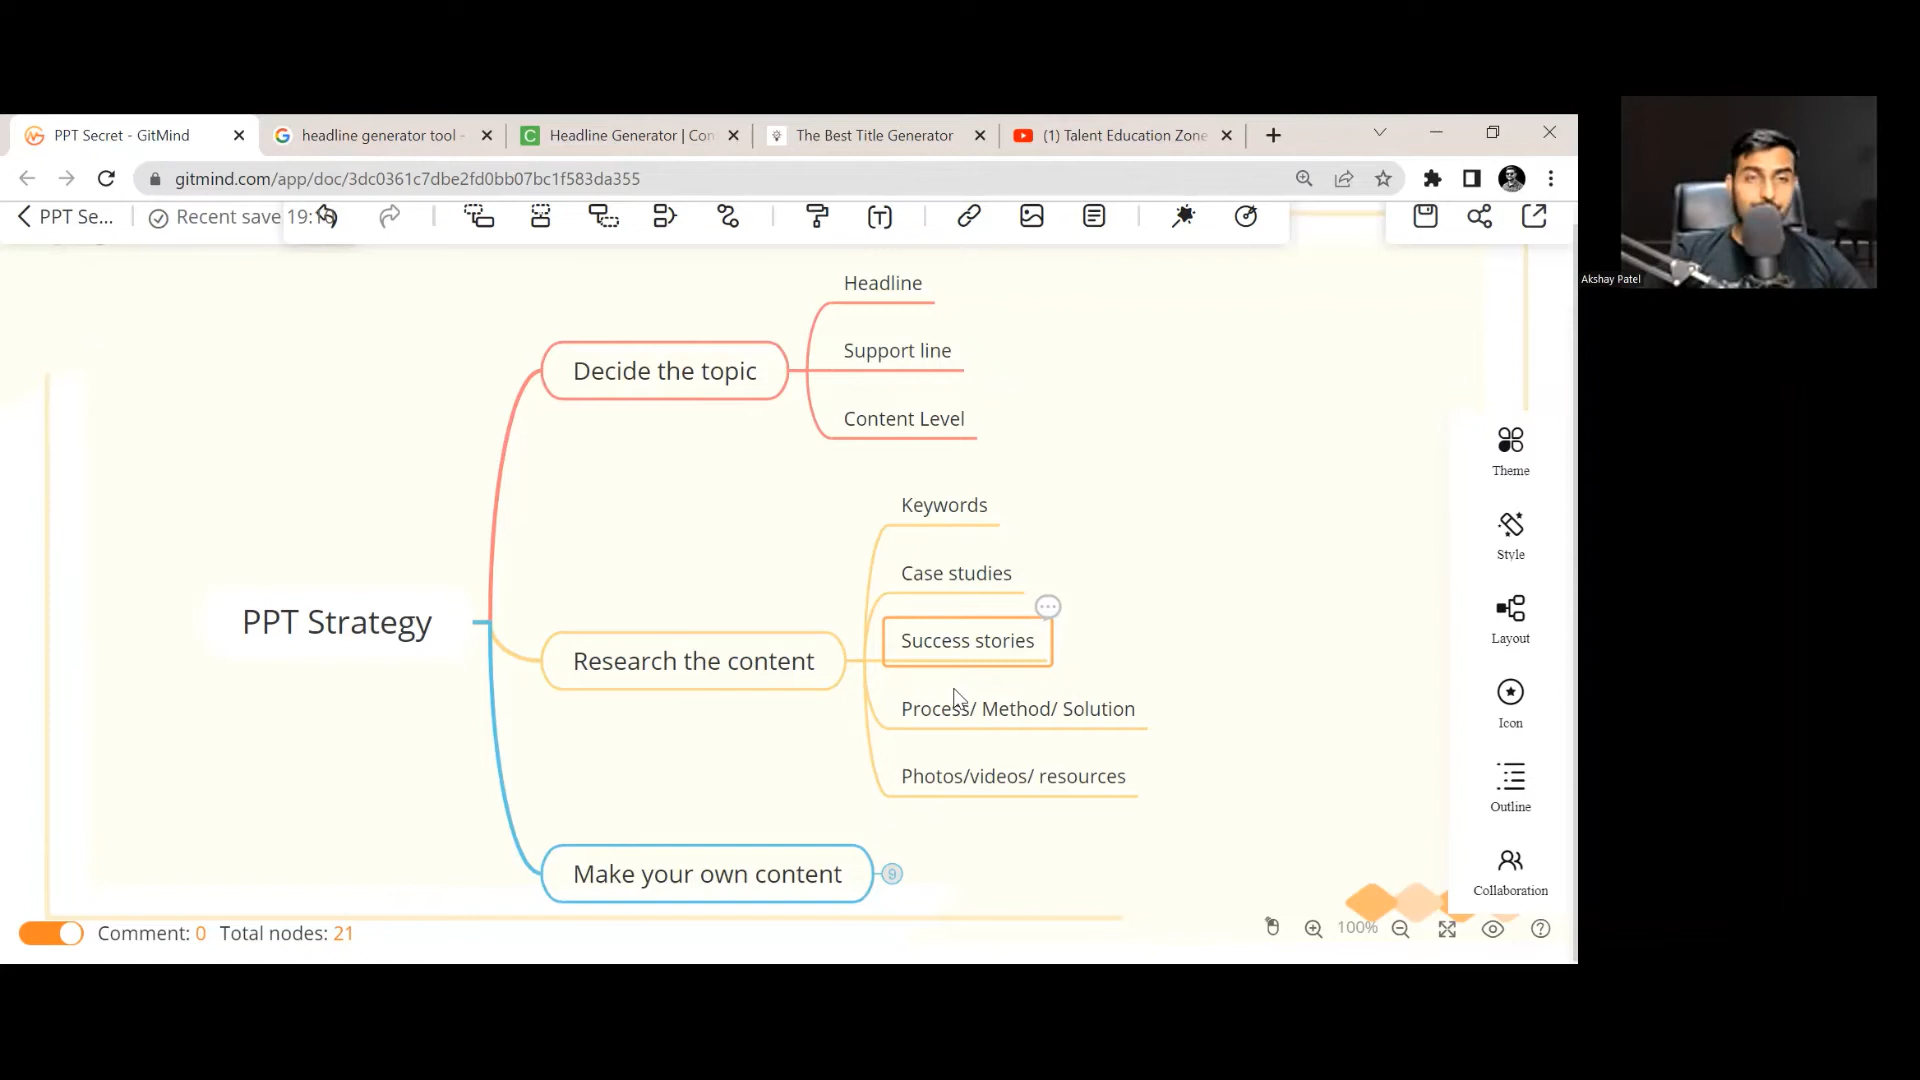 PPT Secret - GitMind
headline generator tool -
Headline Generator | Con
The Best Title Generator
(1) Talent Education Zone
gitmind.com/app/doc/3dc0361c7dbe2fd0bb07bc1f583da355
PPT Se...
Recent save 19:16
Akshay Patel
Headline
Support line
Decide the topic
Content Level
Theme
Keywords
Style
Case studies
PPT Strategy
Success stories
Layout
Research the content
Process/ Method/ Solution
Icon
Photos/videos/ resources
Outline
Make your own content
9
Collaboration
Comment: 0 Total nodes: 21
100%